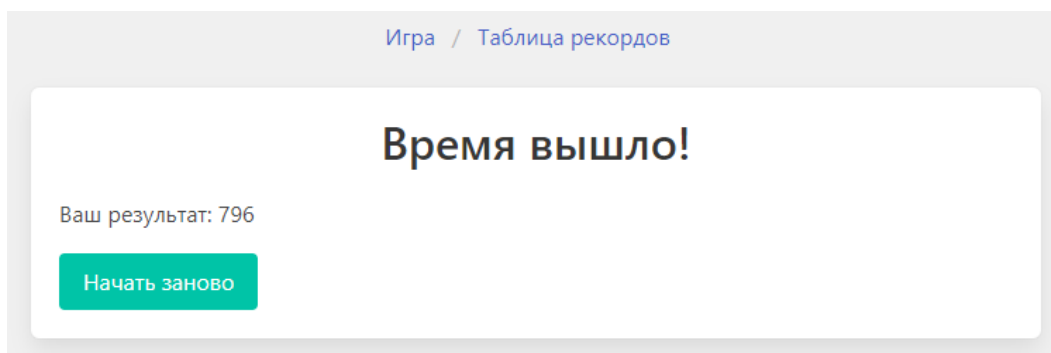 Игра / Таблица рекордов
Время вышло!
Ваш результат: 796
Начать заново